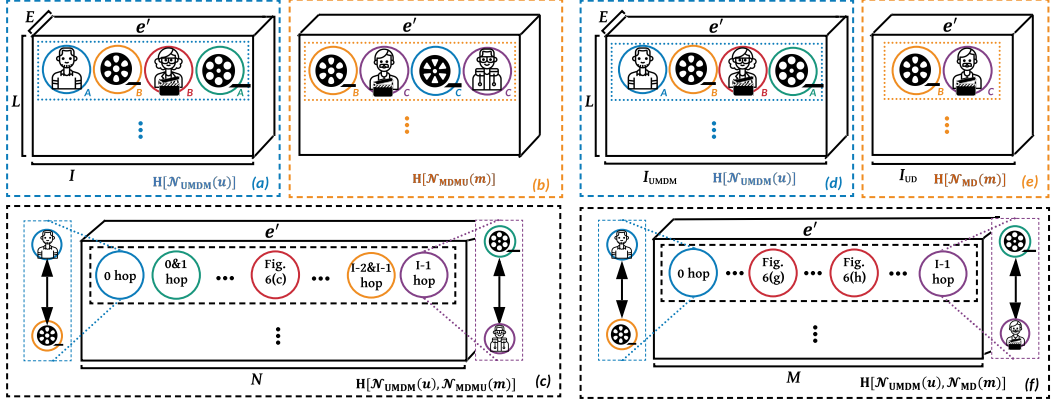 E
e′
L
A
B
B
A
I
H[𝒩UMDM(u)]
(a)
e′
B
C
C
C
H[𝒩MDMU(m)]
(b)
E
e′
L
A
B
B
A
IUMDM
H[𝒩UMDM(u)]
(d)
e′
B
C
IUD
H[𝒩MD(m)]
(e)
e′
0 hop
0&1
hop
...
Fig.
6(c)
...
I-2&I-1
hop
I-1
hop
N
H[𝒩UMDM(u), 𝒩MDMU(m)]
(c)
e′
0 hop
...
Fig.
6(g)
...
Fig.
6(h)
...
I-1
hop
M
H[𝒩UMDM(u), 𝒩MD(m)]
(f)